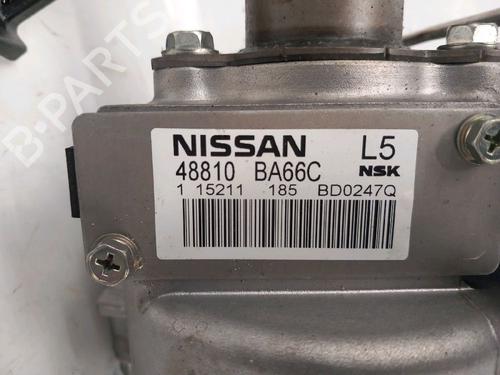 NISSAN L5
48810 BA66C NSK
1 15211 185 BD0247Q
B-PARTS